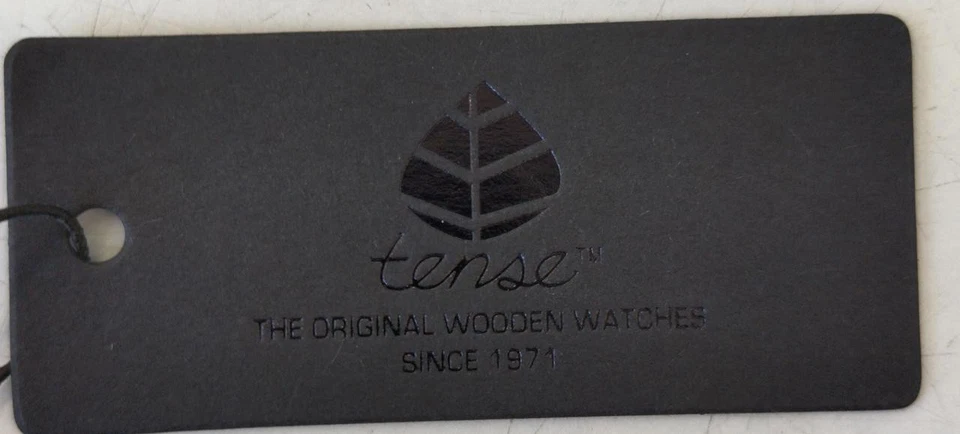 tense™
THE ORIGINAL WOODEN WATCHES
SINCE 1971